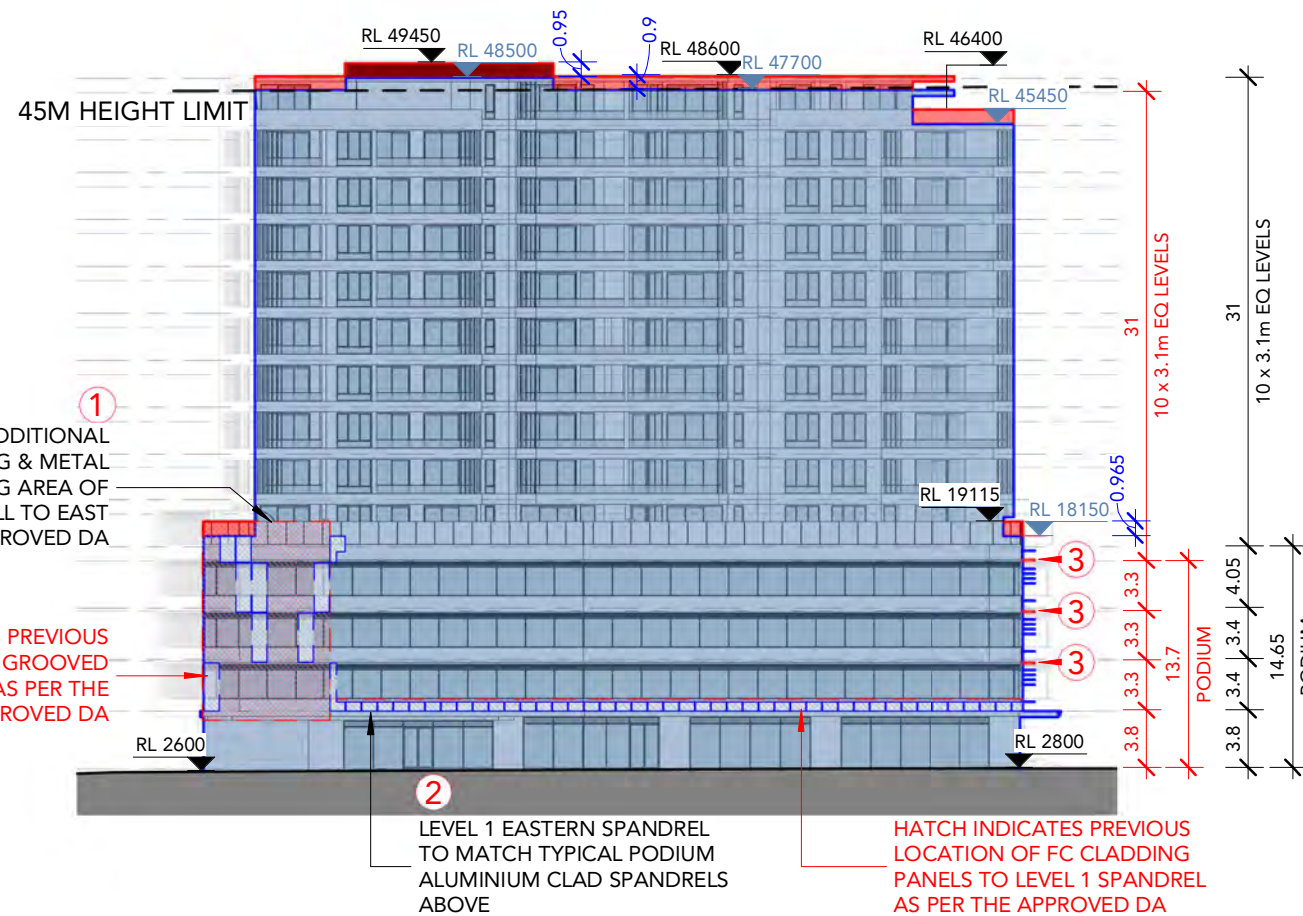 RL 49450
RL 48500
0.95
0.9
RL 48600
RL 47700
RL 46400
RL 45450
45M HEIGHT LIMIT
31
10 x 3.1m EQ LEVELS
31
10 x 3.1m EQ LEVELS
1
DDITIONAL
G & METAL
G AREA OF
LL TO EAST
ROVED DA
RL 19115
RL 18150
0.965
3
3
3
3.3
3.3
3.3
3.8
13.7
PODIUM
4.05
3.4
3.4
3.8
14.65
PODIUM
PREVIOUS
GROOVED
AS PER THE
ROVED DA
RL 2600
RL 2800
2
LEVEL 1 EASTERN SPANDREL
TO MATCH TYPICAL PODIUM
ALUMINIUM CLAD SPANDRELS
ABOVE
HATCH INDICATES PREVIOUS
LOCATION OF FC CLADDING
PANELS TO LEVEL 1 SPANDREL
AS PER THE APPROVED DA